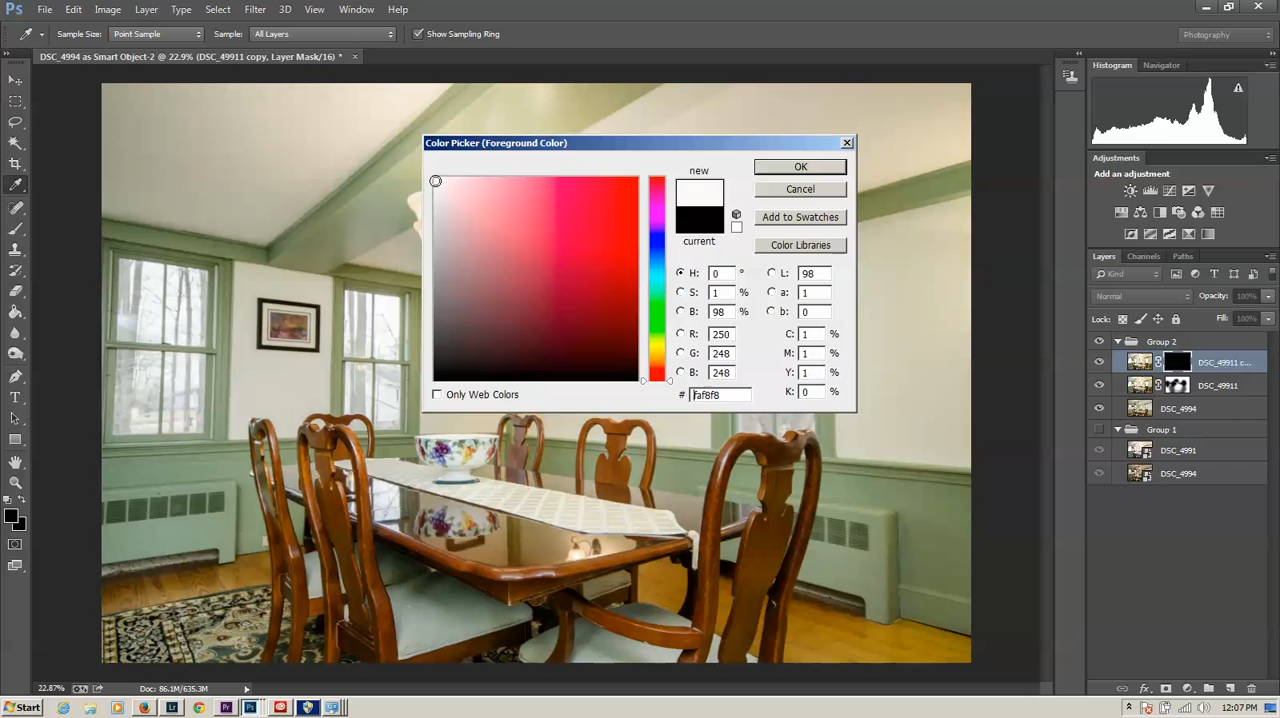 Ps File Edit Image Layer Type Select Filter 3D View Window Help
Sample Size: Point Sample Sample: All Layers Show Sampling Ring Photography
DSC_4994 as Smart Object-2 @ 22.9% (DSC_49911 copy, Layer Mask/16) * ×
Histogram Navigator
Color Picker (Foreground Color)
new
OK
Cancel
Add to Swatches
current
Color Libraries
H: 0 ° L: 98
S: 1 % a: 1
B: 98 % b: 0
R: 250 C: 1 %
G: 248 M: 1 %
B: 248 Y: 1 %
# faf8f8 K: 0 %
Only Web Colors
Adjustments
Add an adjustment
Layers Channels Paths
Kind
Normal Opacity: 100%
Lock: Fill: 100%
Group 2
DSC_49911 c...
DSC_49911
DSC_4994
Group 1
DSC_4991
DSC_4994
22.87% Doc: 86.1M/635.3M
Start Lr Pr Ps 12:07 PM